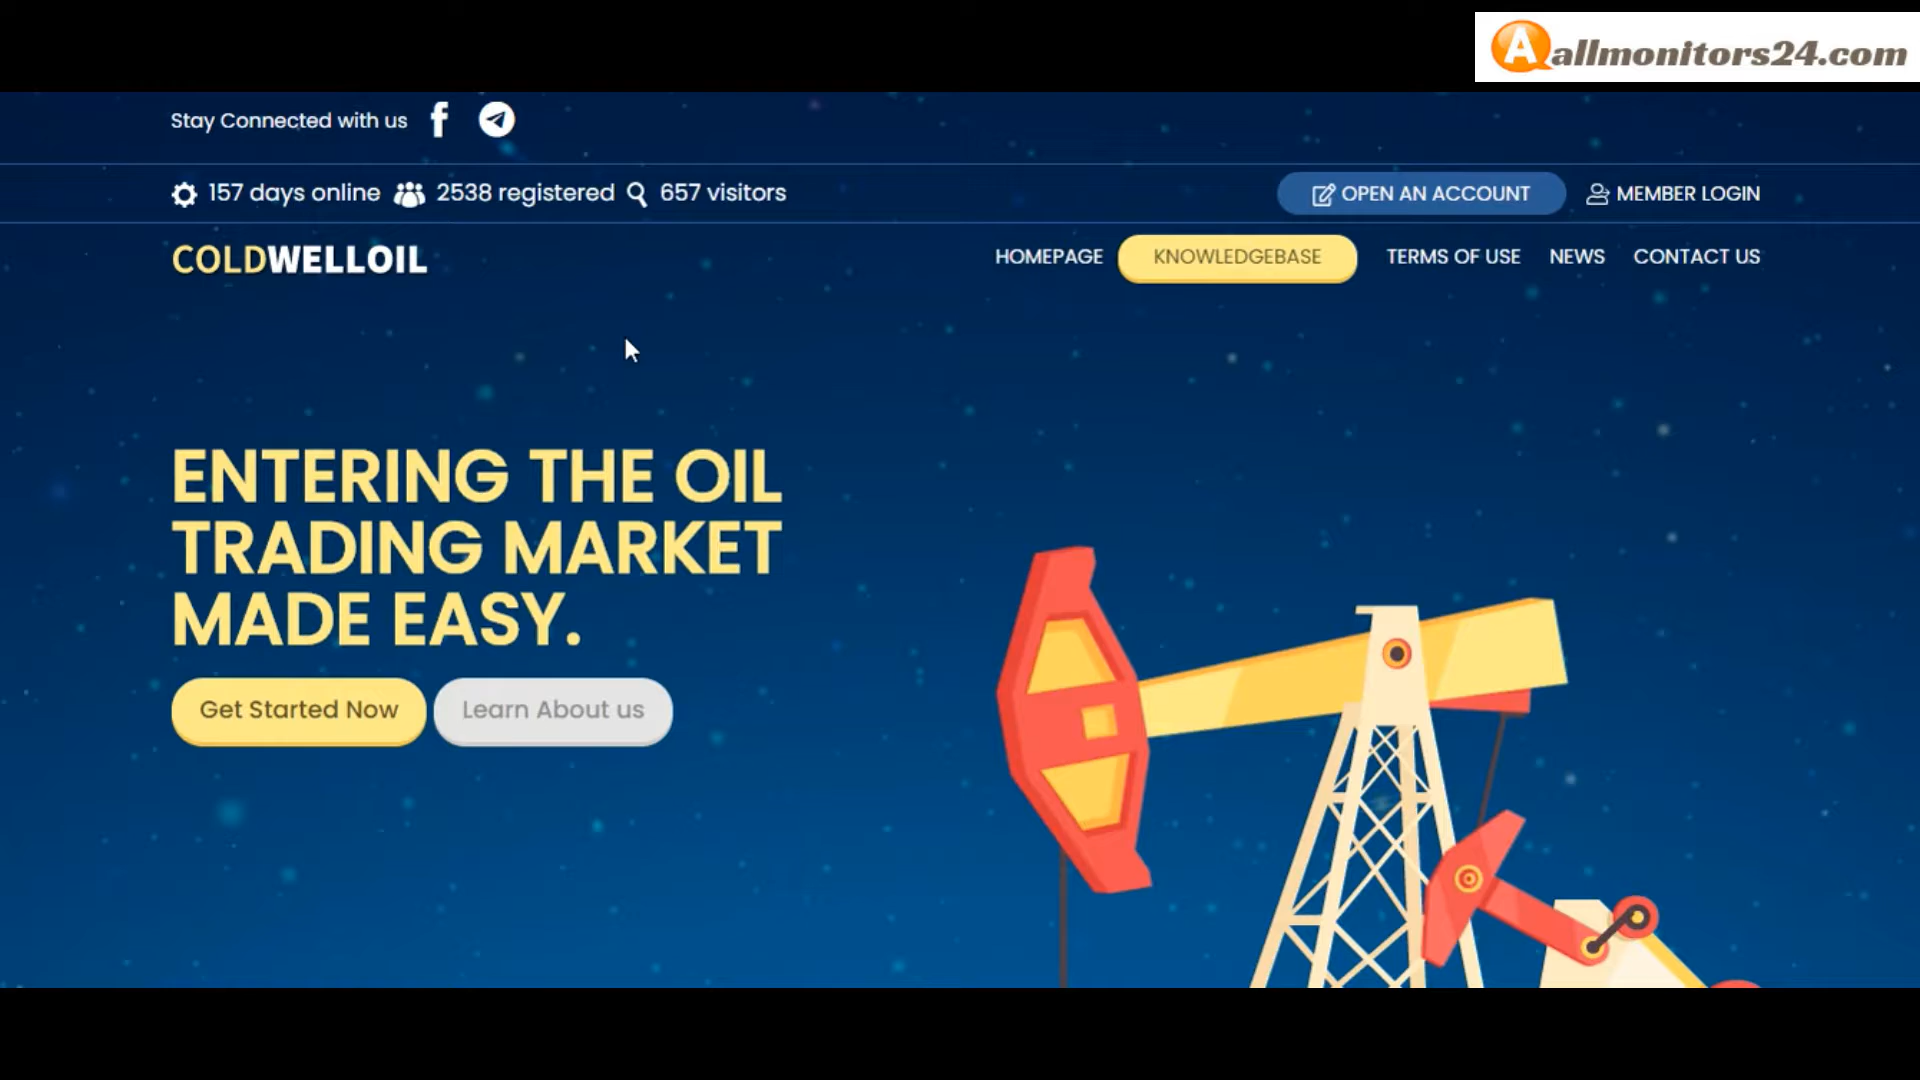 A allmonitors24.com
Stay Connected with us
157 days online 2538 registered 657 visitors
OPEN AN ACCOUNT MEMBER LOGIN
COLDWELLOIL
HOMEPAGE KNOWLEDGEBASE TERMS OF USE NEWS CONTACT US
ENTERING THE OIL
TRADING MARKET
MADE EASY.
Get Started Now Learn About us